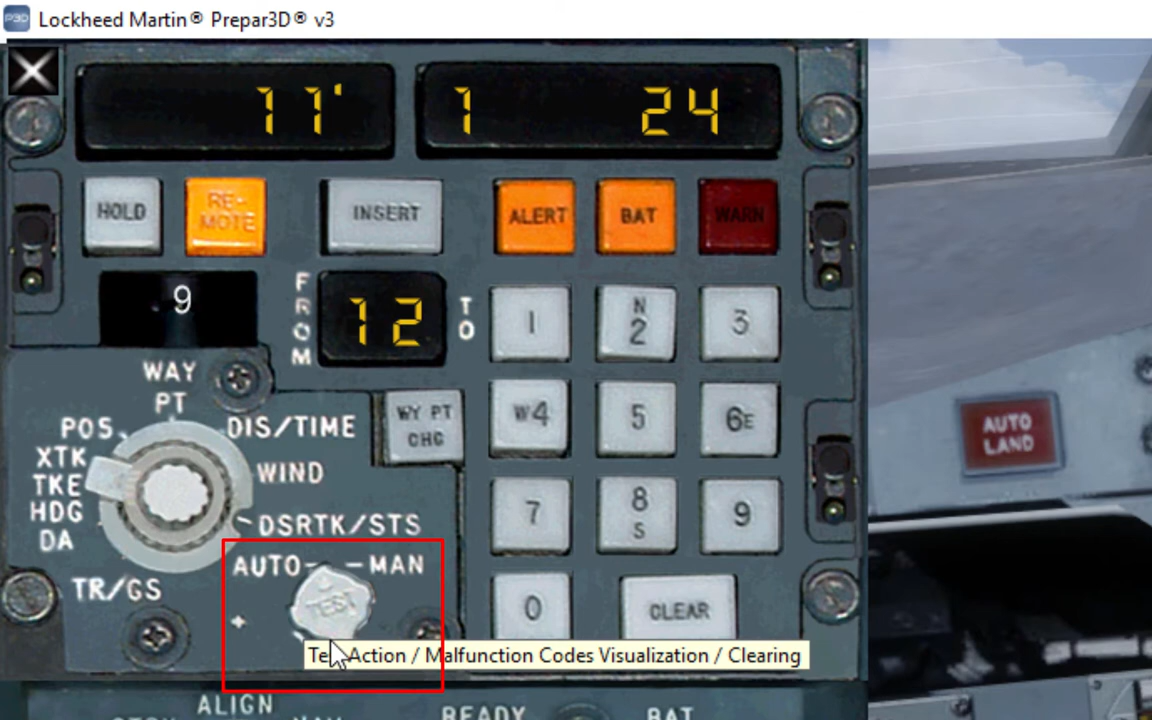 Lockheed Martin® Prepar3D® v3
11' 1 24
HOLD RE-MOTE INSERT ALERT BAT WARN
9 FROM 12 TO
1 N2 3
WAY PT
WY PT CHG
W4 5 6E
POS DIS/TIME
XTK TKE WIND
HDG DA DSRTK/STS
7 8S 9
TR/GS
AUTO MAN
TEST
0 CLEAR
Action / Malfunction Codes Visualization / Clearing
ALIGN
READY BAT
AUTO LAND